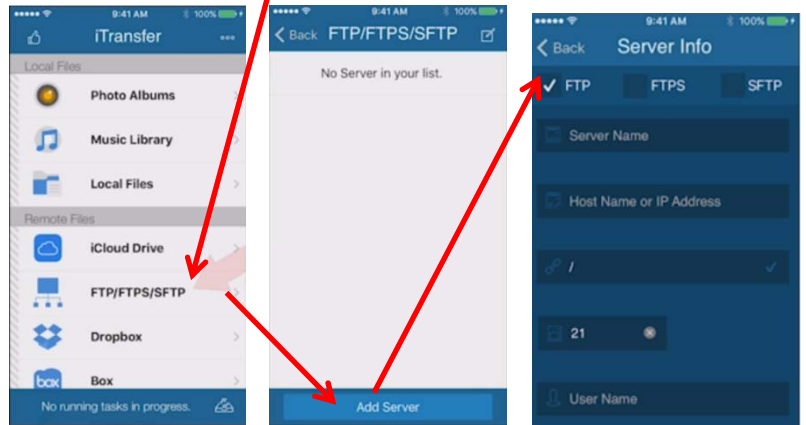 9:41 AM
100%
iTransfer
Local Files
Photo Albums
Music Library
Local Files
Remote Files
iCloud Drive
FTP/FTPS/SFTP
Dropbox
box
Box
No running tasks in progress.
9:41 AM
100%
Back FTP/FTPS/SFTP
No Server in your list.
Add Server
9:41 AM
100%
Back Server Info
FTP FTPS SFTP
Server Name
Host Name or IP Address
/
21
User Name